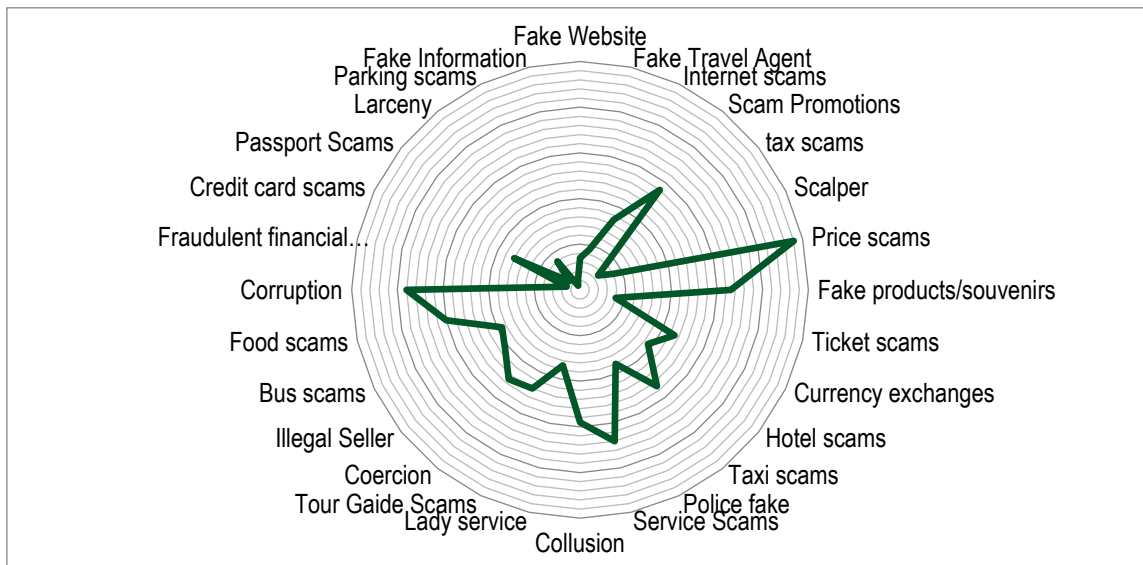 Fake Website
Fake Travel Agent
Internet scams
Scam Promotions
tax scams
Scalper
Price scams
Fake products/souvenirs
Ticket scams
Currency exchanges
Hotel scams
Taxi scams
Police fake
Service Scams
Collusion
Lady service
Tour Gaide Scams
Coercion
Illegal Seller
Bus scams
Food scams
Corruption
Fraudulent financial…
Credit card scams
Passport Scams
Larceny
Parking scams
Fake Information